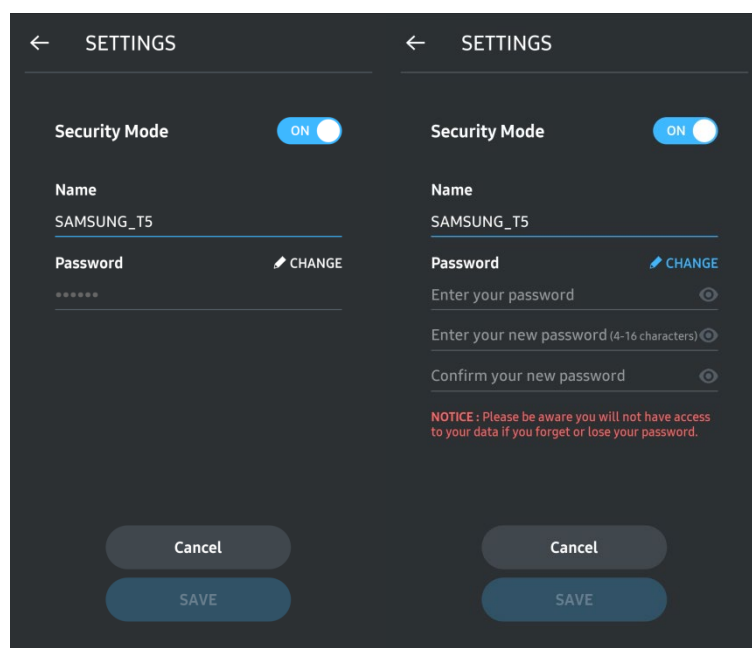 SETTINGS
Security Mode
ON
Name
SAMSUNG_T5
Password
CHANGE
••••••
Cancel
SAVE
SETTINGS
Security Mode
ON
Name
SAMSUNG_T5
Password
CHANGE
Enter your password
Enter your new password (4-16 characters)
Confirm your new password
NOTICE : Please be aware you will not have access
to your data if you forget or lose your password.
Cancel
SAVE